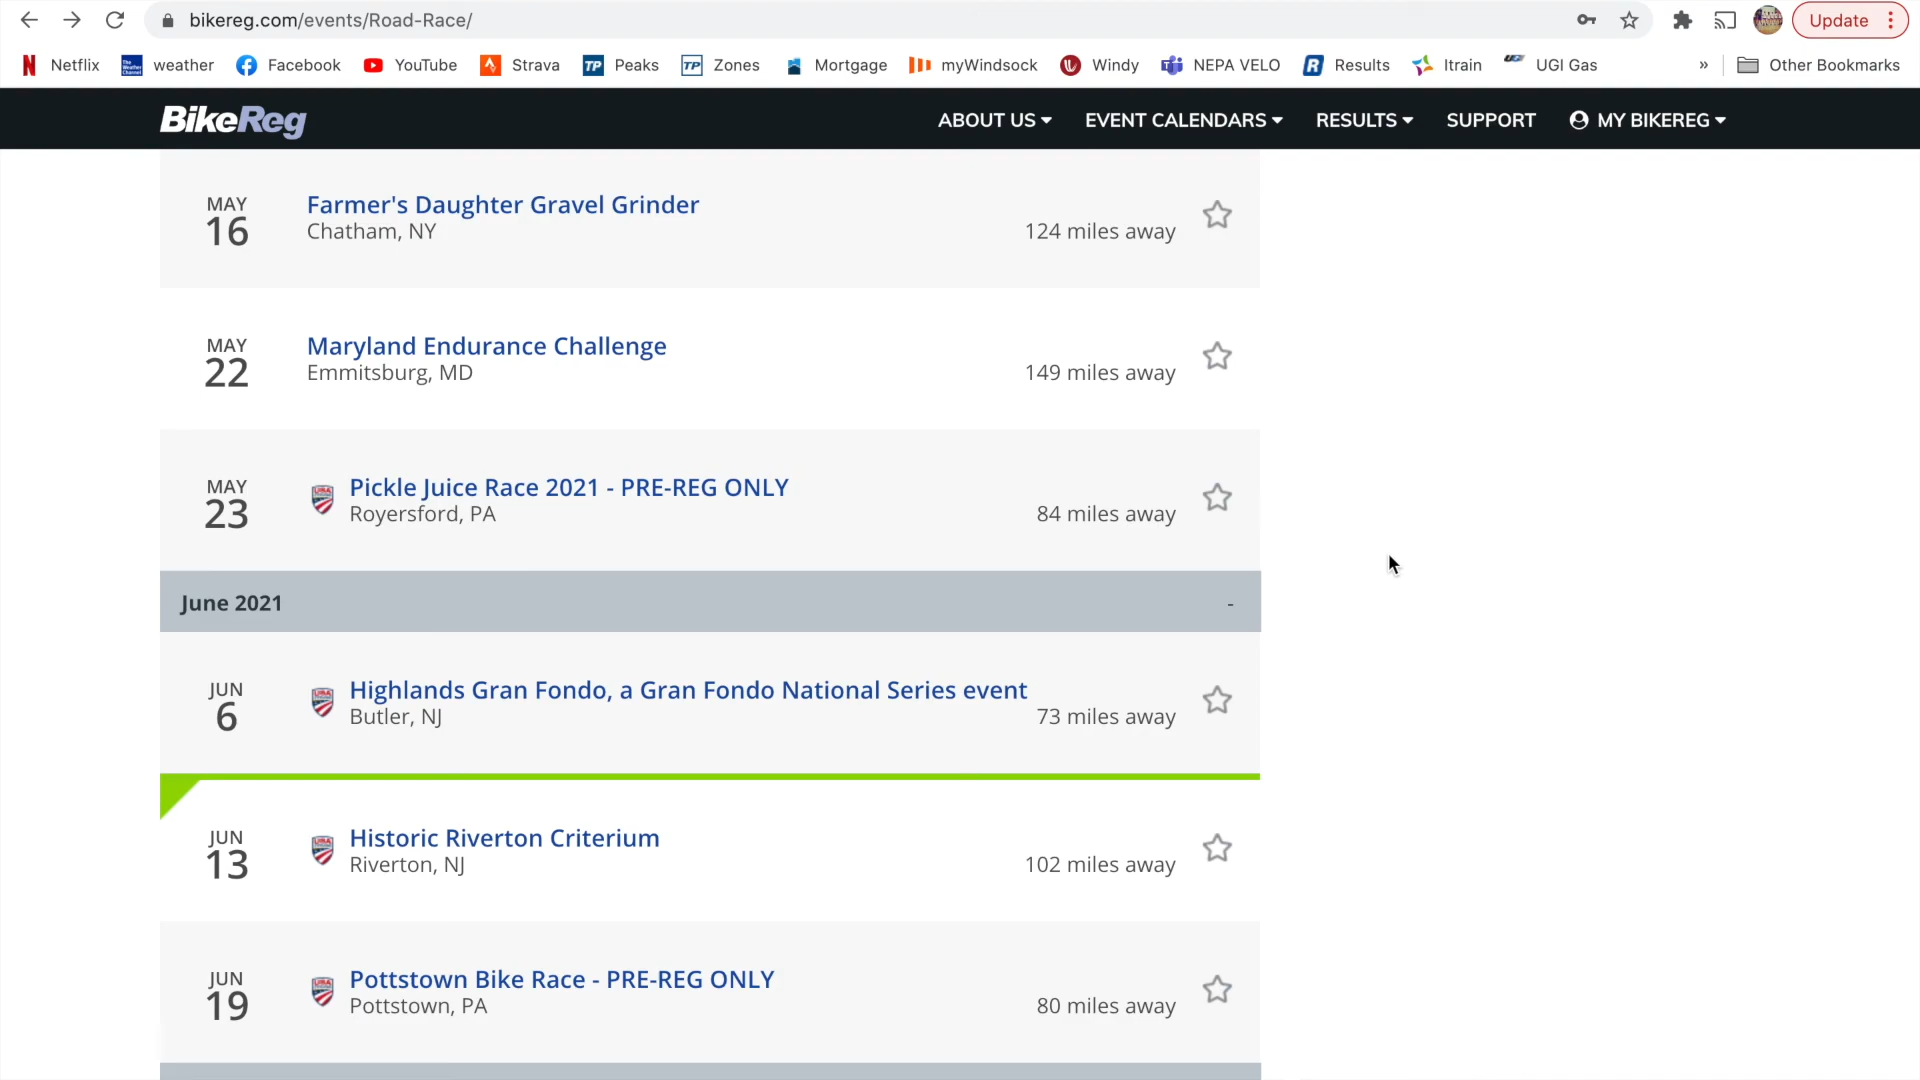 bikereg.com/events/Road-Race/
Update
Netflix
weather
Facebook
YouTube
Strava
TP Peaks
TP Zones
Mortgage
myWindsock
Windy
NEPA VELO
R Results
Itrain
UGI Gas
»
Other Bookmarks
BikeReg
ABOUT US
EVENT CALENDARS
RESULTS
SUPPORT
MY BIKEREG
MAY
16
Farmer's Daughter Gravel Grinder
Chatham, NY
124 miles away
MAY
22
Maryland Endurance Challenge
Emmitsburg, MD
149 miles away
MAY
23
Pickle Juice Race 2021 - PRE-REG ONLY
Royersford, PA
84 miles away
June 2021
-
JUN
6
Highlands Gran Fondo, a Gran Fondo National Series event
Butler, NJ
73 miles away
JUN
13
Historic Riverton Criterium
Riverton, NJ
102 miles away
JUN
19
Pottstown Bike Race - PRE-REG ONLY
Pottstown, PA
80 miles away